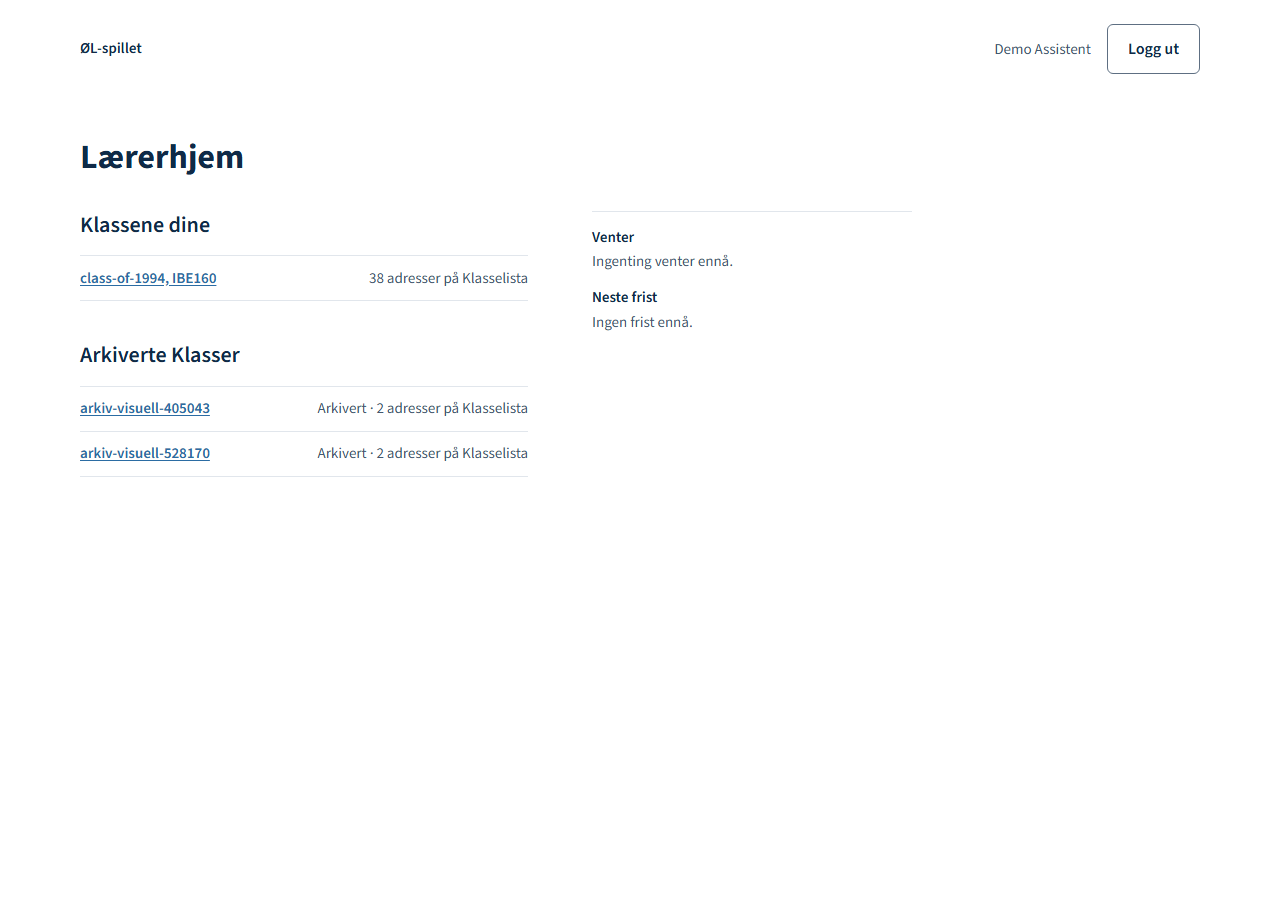 ØL-spillet
Demo Assistent
Logg ut
Lærerhjem
Klassene dine
class-of-1994, IBE160
38 adresser på Klasselista
Arkiverte Klasser
arkiv-visuell-405043
Arkivert · 2 adresser på Klasselista
arkiv-visuell-528170
Arkivert · 2 adresser på Klasselista
Venter
Ingenting venter ennå.
Neste frist
Ingen frist ennå.